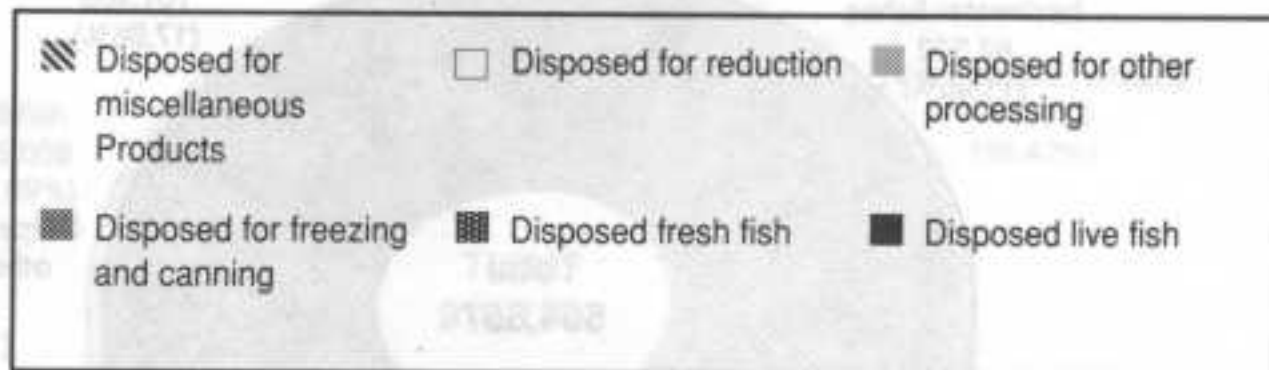 Disposed for
miscellaneous
Products
Disposed for reduction
Disposed for other
processing
Disposed for freezing
and canning
Disposed fresh fish
Disposed live fish